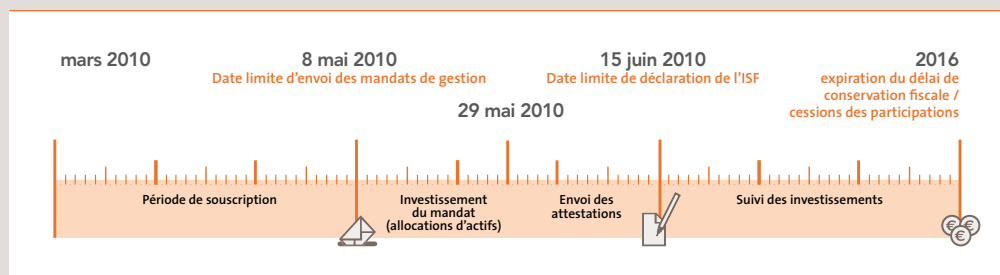 mars 2010
8 mai 2010
Date limite d'envoi des mandats de gestion
15 juin 2010
Date limite de déclaration de l'ISF
2016
expiration du délai de
conservation fiscale /
cessions des participations
29 mai 2010
Période de souscription
Investissement
du mandat
(allocations d'actifs)
Envoi des
attestations
Suivi des investissements
€ € €